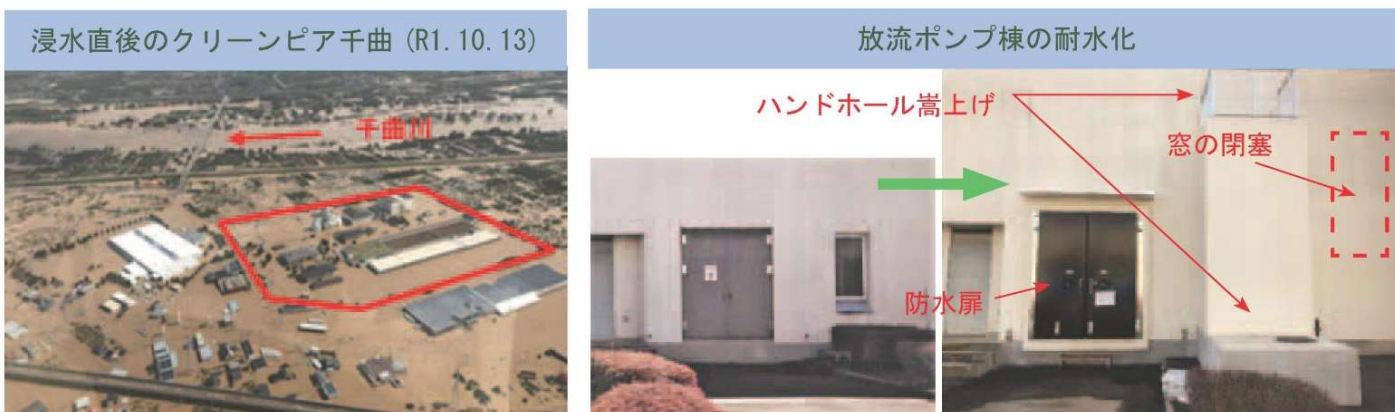 浸水直後のクリーンピア千曲(R1.10.13)
千曲川
放流ポンプ棟の耐水化
ハンドホール嵩上げ
窓の閉塞
防水扉